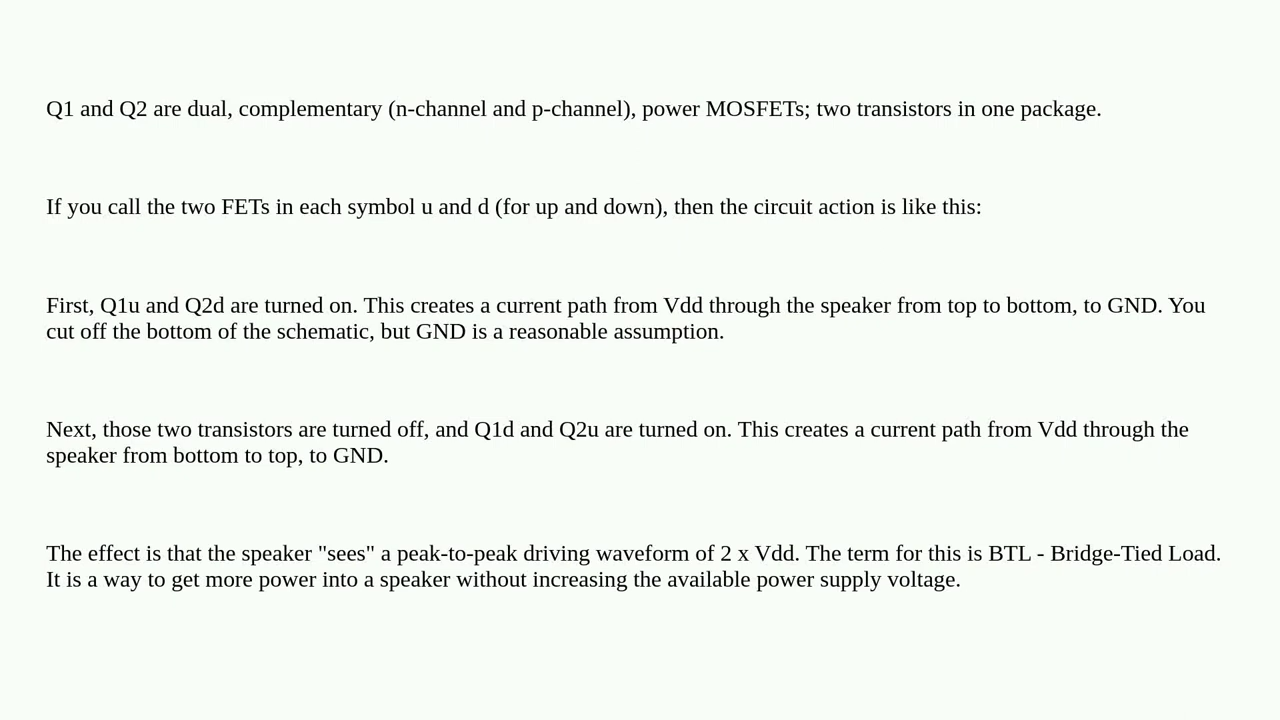 Q1 and Q2 are dual, complementary (n-channel and p-channel), power MOSFETs; two transistors in one package.
If you call the two FETs in each symbol u and d (for up and down), then the circuit action is like this:
First, Q1u and Q2d are turned on. This creates a current path from Vdd through the speaker from top to bottom, to GND. You
cut off the bottom of the schematic, but GND is a reasonable assumption.
Next, those two transistors are turned off, and Q1d and Q2u are turned on. This creates a current path from Vdd through the
speaker from bottom to top, to GND.
The effect is that the speaker "sees" a peak-to-peak driving waveform of 2 x Vdd. The term for this is BTL - Bridge-Tied Load.
It is a way to get more power into a speaker without increasing the available power supply voltage.